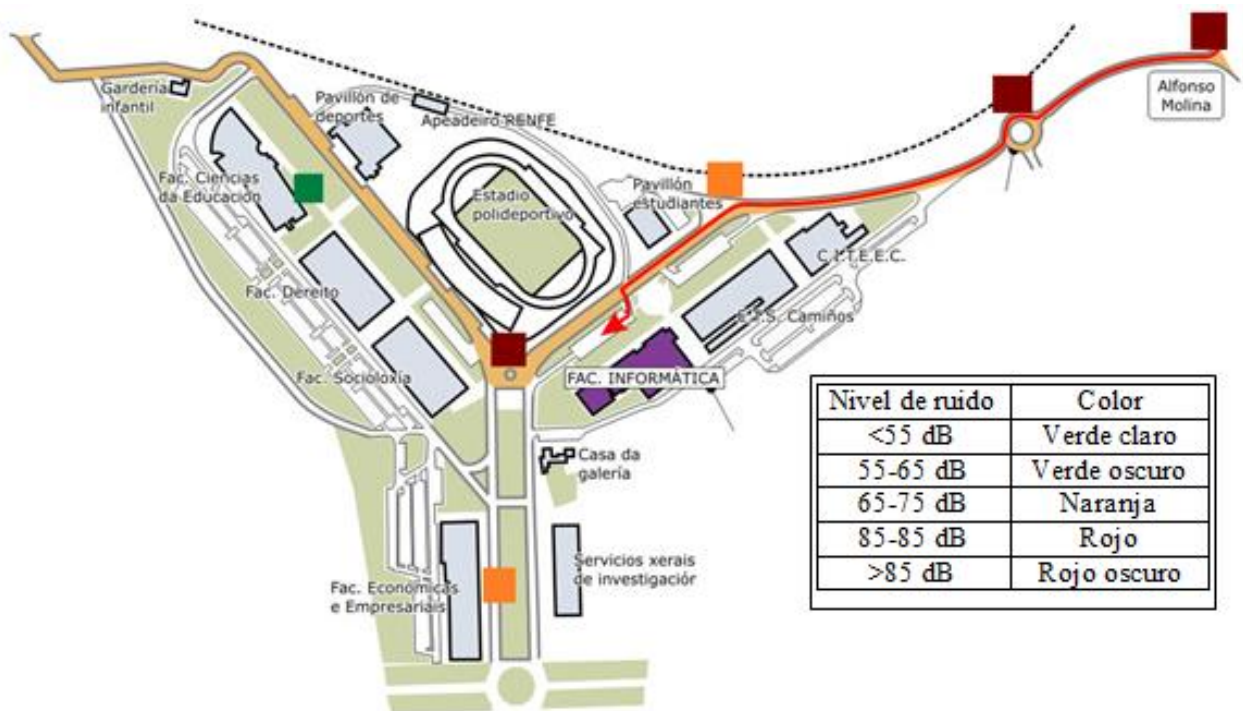 Alfonso
Molina
Gardería
infantil
Pavillón de
deportes
Apeadeiro RENFE
Fac. Ciencias
da Educación
Estadio
polideportivo
Pavillón
estudiantes
C.I.T.E.E.C.
Fac. Dereito
E.T.S. Camiños
Fac. Socioloxía
FAC. INFORMÁTICA
Casa da
galería
Fac. Económicas
e Empresariais
Servicios xerais
de investigaciór
Nivel de ruido Color
<55 dB Verde claro
55-65 dB Verde oscuro
65-75 dB Naranja
85-85 dB Rojo
>85 dB Rojo oscuro